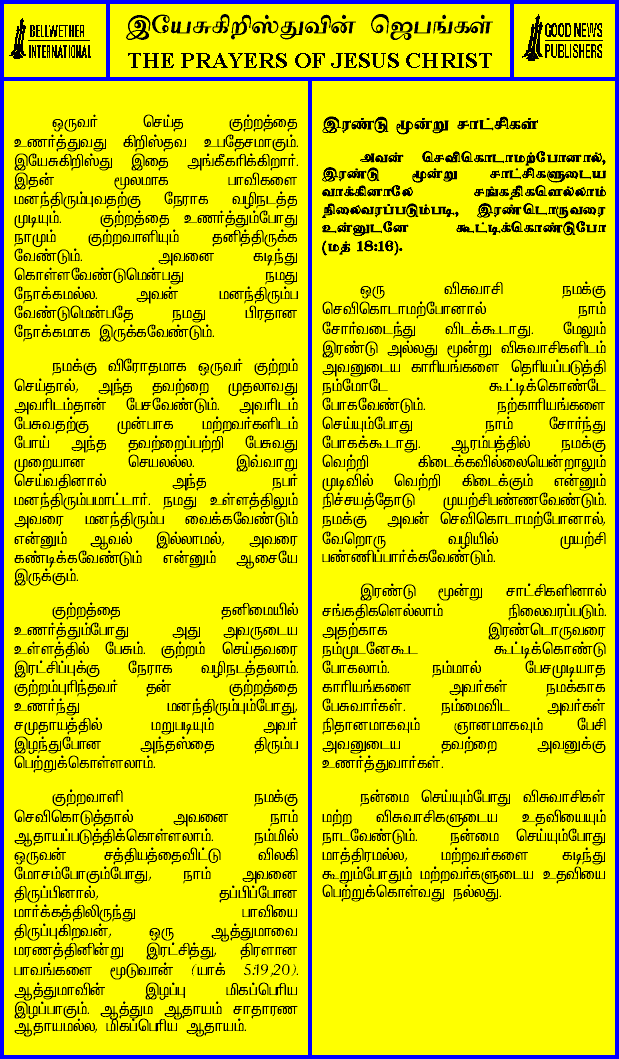 BELLWETHER
INTERNATIONAL
இயேசுகிறிஸ்துவின் ஜெபங்கள்
THE PRAYERS OF JESUS CHRIST
GOOD NEWS
PUBLISHERS
ஒருவர் செய்த குற்றத்தை
உணர்த்துவது கிறிஸ்தவ உபதேசமாகும்.
இயேசுகிறிஸ்து இதை அங்கீகரிக்கிறார்.
இதன் மூலமாக பாவிகளை
மனந்திரும்புவதற்கு நேராக வழிநடத்த
முடியும். குற்றத்தை உணர்த்தும்போது
நாமும் குற்றவாளியும் தனித்திருக்க
வேண்டும். அவனை கடிந்து
கொள்ளவேண்டுமென்பது நமது
நோக்கமல்ல. அவன் மனந்திரும்ப
வேண்டுமென்பதே நமது பிரதான
நோக்கமாக இருக்கவேண்டும்.
நமக்கு விரோதமாக ஒருவர் குற்றம்
செய்தால், அந்த தவற்றை முதலாவது
அவரிடம்தான் பேசவேண்டும். அவரிடம்
பேசுவதற்கு முன்பாக மற்றவர்களிடம்
போய் அந்த தவற்றைப்பற்றி பேசுவது
முறையான செயலல்ல. இவ்வாறு
செய்வதினால் அந்த நபர்
மனந்திரும்பமாட்டார். நமது உள்ளத்திலும்
அவரை மனந்திரும்ப வைக்கவேண்டும்
என்னும் ஆவல் இல்லாமல், அவரை
கண்டிக்கவேண்டும் என்னும் ஆசையே
இருக்கும்.
குற்றத்தை தனிமையில்
உணர்த்தும்போது அது அவருடைய
உள்ளத்தில் பேசும். குற்றம் செய்தவரை
இரட்சிப்புக்கு நேராக வழிநடத்தலாம்.
குற்றம்புரிந்தவர் தன் குற்றத்தை
உணர்ந்து மனந்திரும்பும்போது,
சமுதாயத்தில் மறுபடியும் அவர்
இழந்துபோன அந்தஸ்தை திரும்ப
பெற்றுக்கொள்ளலாம்.
குற்றவாளி நமக்கு
செவிகொடுத்தால் அவனை நாம்
ஆதாயப்படுத்திக்கொள்ளலாம். நம்மில்
ஒருவன் சத்தியத்தைவிட்டு விலகி
மோசம்போகும்போது, நாம் அவனை
திருப்பினால், தப்பிப்போன
மார்க்கத்திலிருந்து பாவியை
திருப்புகிறவன், ஒரு ஆத்துமாவை
மரணத்தினின்று இரட்சித்து, திரளான
பாவங்களை மூடுவான் (யாக் 5:19,20).
ஆத்துமாவின் இழப்பு மிகப்பெரிய
இழப்பாகும். ஆத்தும ஆதாயம் சாதாரண
ஆதாயமல்ல, மிகப்பெரிய ஆதாயம்.
இரண்டு மூன்று சாட்சிகள்
அவன் செவிகொடாமற்போனால்,
இரண்டு மூன்று சாட்சிகளுடைய
வாக்கினாலே சங்கதிகளெல்லாம்
நிலைவரப்படும்படி, இரண்டொருவரை
உன்னுடனே கூட்டிக்கொண்டுபோ
(மத் 18:16).
ஒரு விசுவாசி நமக்கு
செவிகொடாமற்போனால் நாம்
சோர்வடைந்து விடக்கூடாது. மேலும்
இரண்டு அல்லது மூன்று விசுவாசிகளிடம்
அவனுடைய காரியங்களை தெரியப்படுத்தி
நம்மோடே கூட்டிக்கொண்டே
போகவேண்டும். நற்காரியங்களை
செய்யும்போது நாம் சோர்ந்து
போகக்கூடாது. ஆரம்பத்தில் நமக்கு
வெற்றி கிடைக்கவில்லையென்றாலும்
முடிவில் வெற்றி கிடைக்கும் என்னும்
நிச்சயத்தோடு முயற்சிபண்ணவேண்டும்.
நமக்கு அவன் செவிகொடாமற்போனால்,
வேறொரு வழியில் முயற்சி
பண்ணிப்பார்க்கவேண்டும்.
இரண்டு மூன்று சாட்சிகளினால்
சங்கதிகளெல்லாம் நிலைவரப்படும்.
அதற்காக இரண்டொருவரை
நம்முடனேகூட கூட்டிக்கொண்டு
போகலாம். நம்மால் பேசமுடியாத
காரியங்களை அவர்கள் நமக்காக
பேசுவார்கள். நம்மைவிட அவர்கள்
நிதானமாகவும் ஞானமாகவும் பேசி
அவனுடைய தவற்றை அவனுக்கு
உணர்த்துவார்கள்.
நன்மை செய்யும்போது விசுவாசிகள்
மற்ற விசுவாசிகளுடைய உதவியையும்
நாடவேண்டும். நன்மை செய்யும்போது
மாத்திரமல்ல, மற்றவர்களை கடிந்து
கூறும்போதும் மற்றவர்களுடைய உதவியை
பெற்றுக்கொள்வது நல்லது.